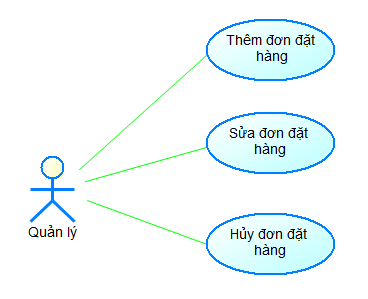 Thêm đơn đặt
hàng
Sửa đơn đặt
hàng
Quản lý
Hủy đơn đặt
hàng